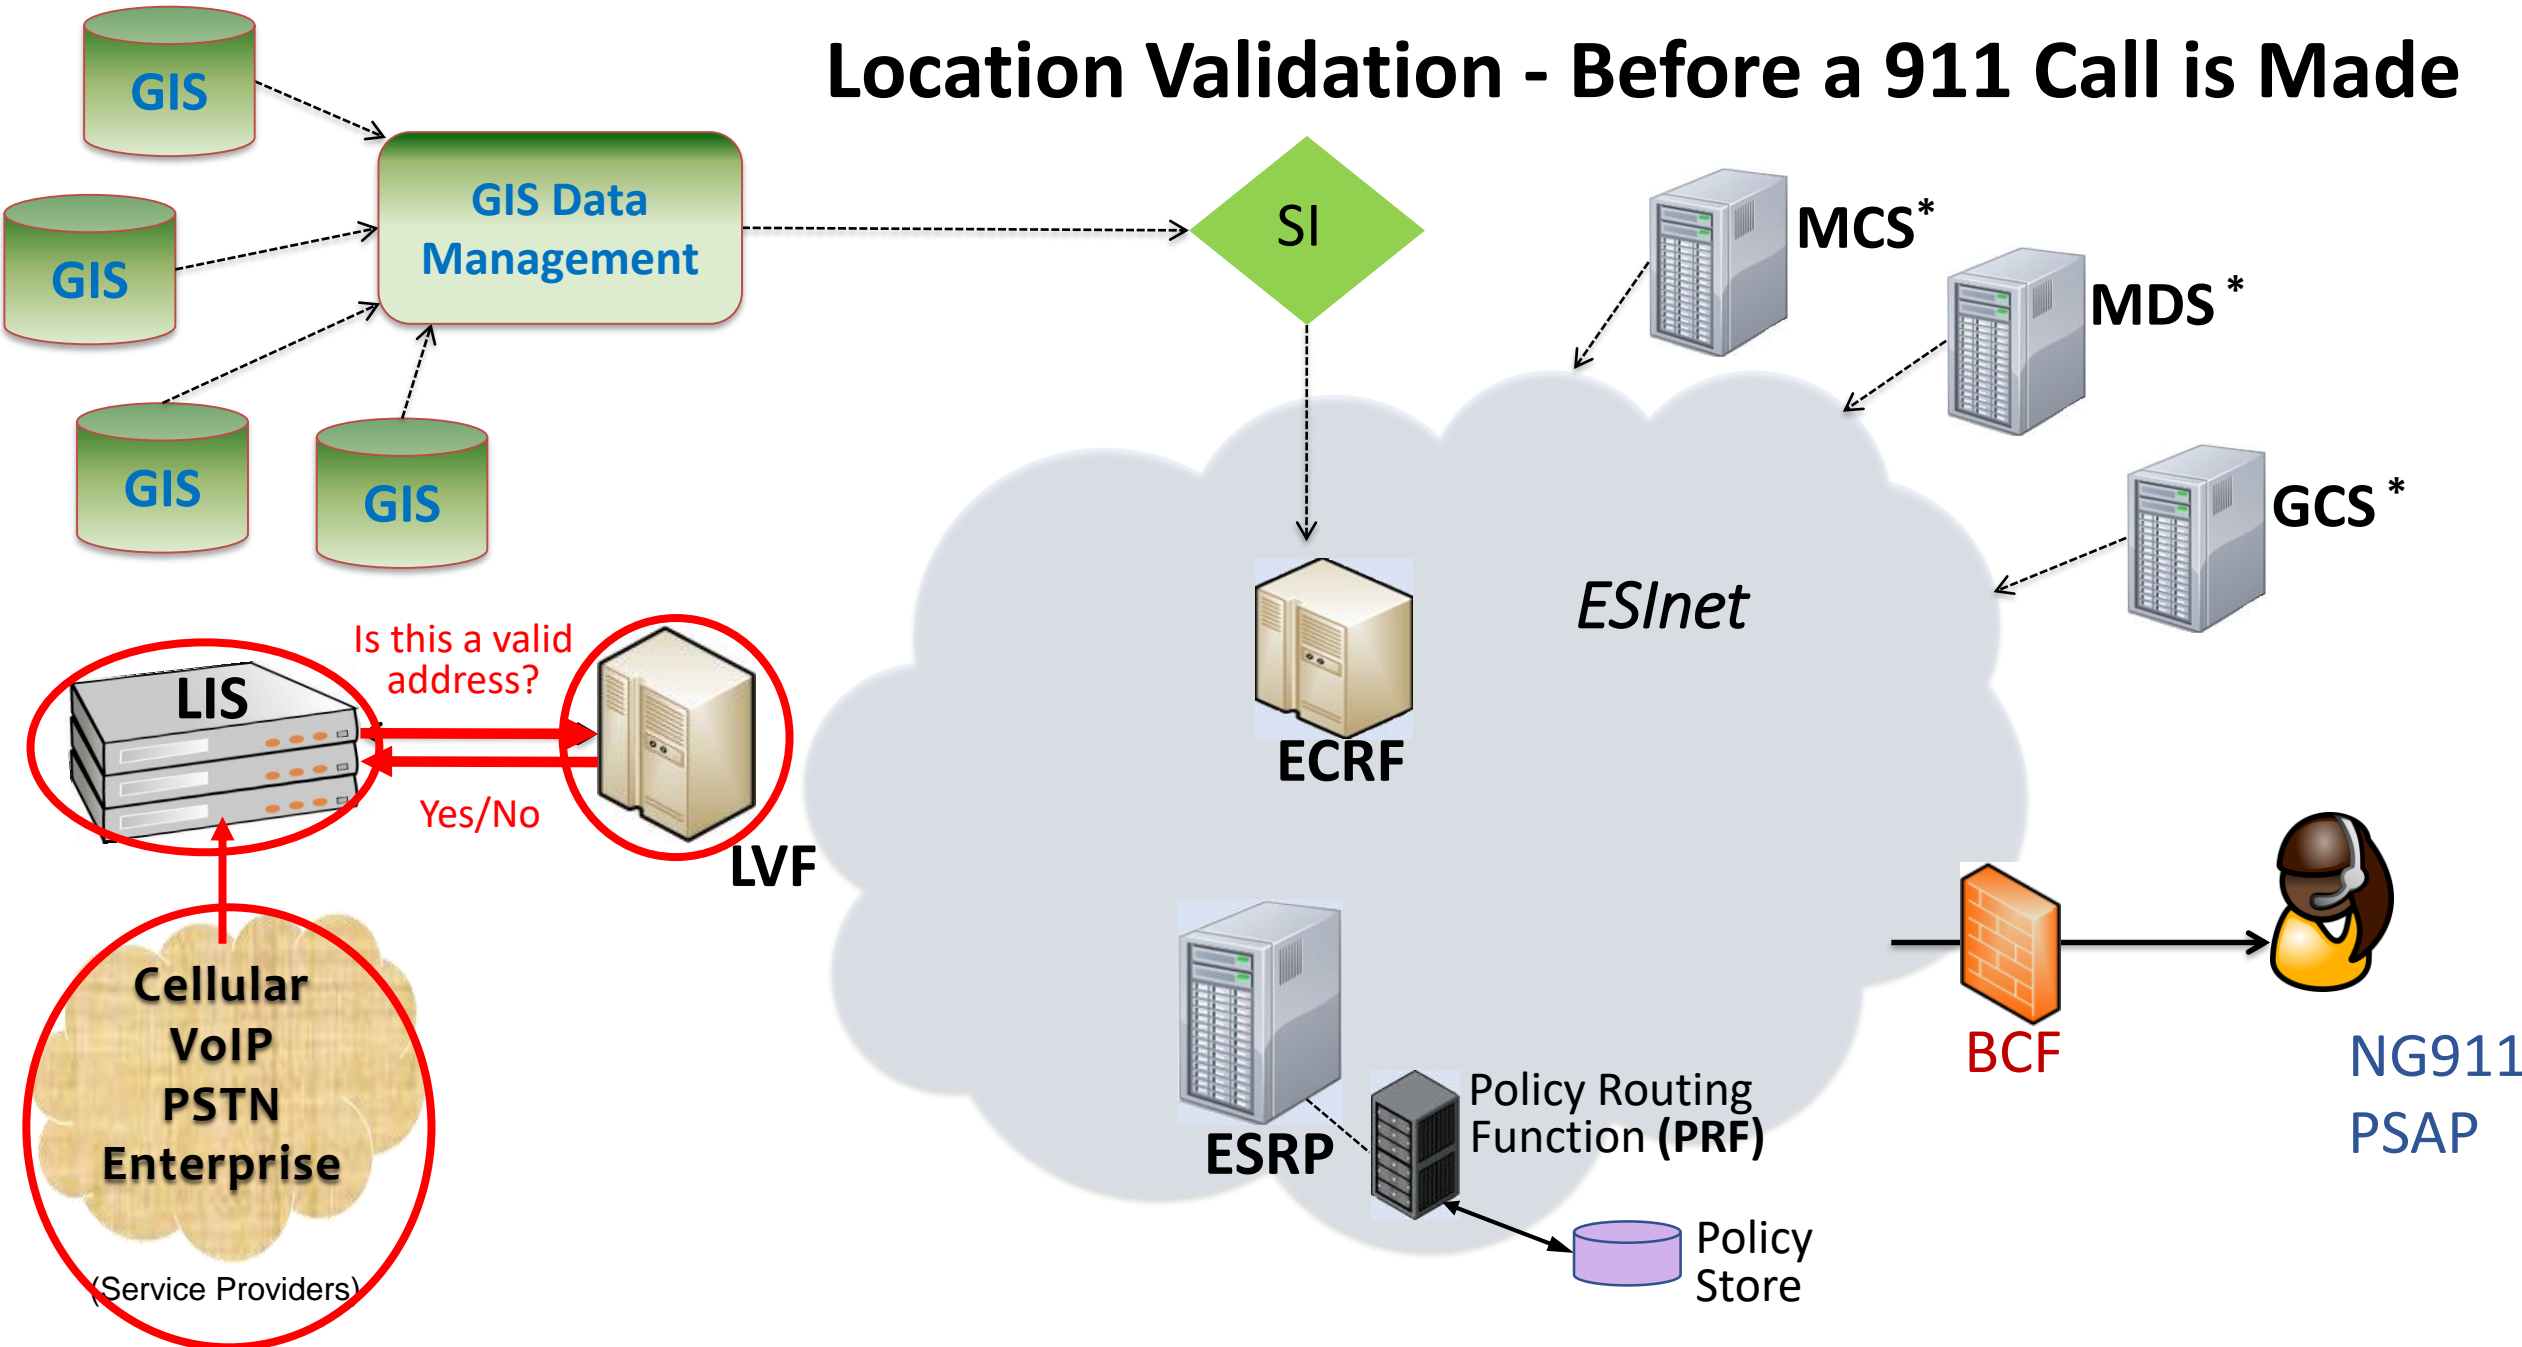 Location Validation - Before a 911 Call is Made
GIS
GIS
GIS
GIS
GIS Data
Management
SI
MCS*
MDS *
GCS *
ESInet
ECRF
Is this a valid
address?
LIS
Yes/No
LVF
Cellular
VoIP
PSTN
Enterprise
(Service Providers)
ESRP
Policy Routing
Function (PRF)
Policy
Store
BCF
NG911
PSAP